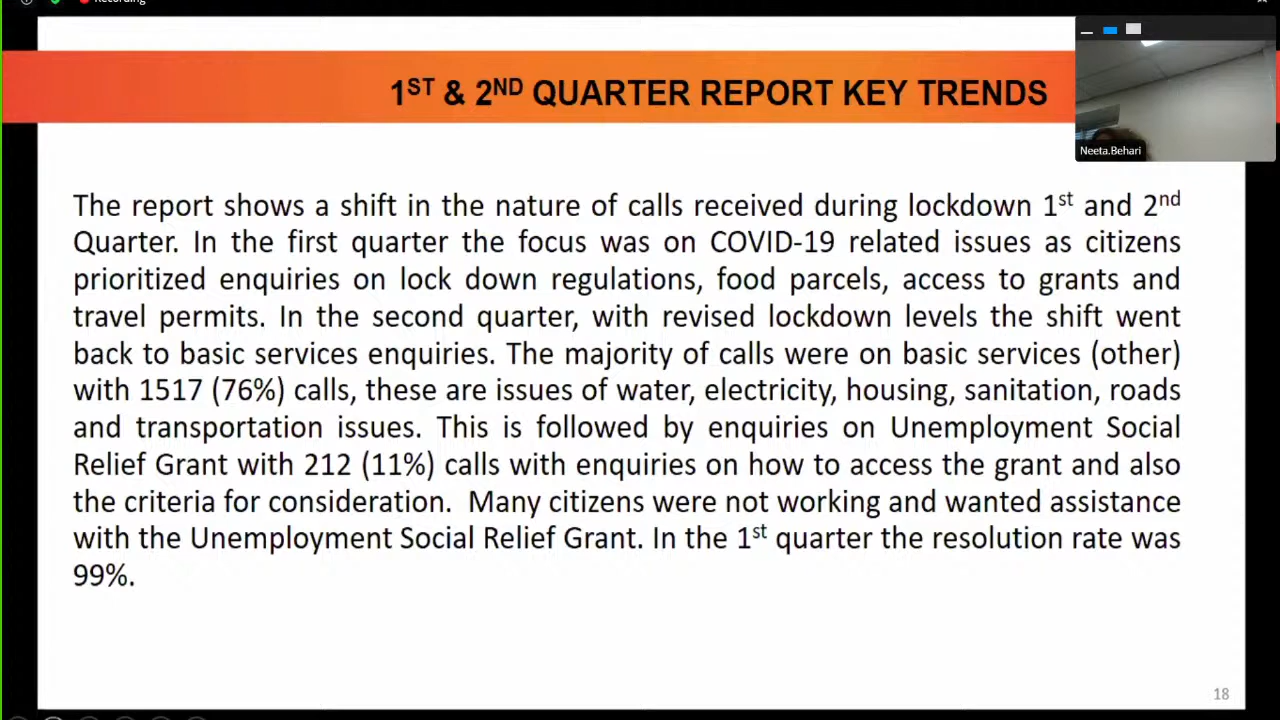 Recording
1ST & 2ND QUARTER REPORT KEY TRENDS
Neeta.Behari
The report shows a shift in the nature of calls received during lockdown 1st and 2nd
Quarter. In the first quarter the focus was on COVID-19 related issues as citizens
prioritized enquiries on lock down regulations, food parcels, access to grants and
travel permits. In the second quarter, with revised lockdown levels the shift went
back to basic services enquiries. The majority of calls were on basic services (other)
with 1517 (76%) calls, these are issues of water, electricity, housing, sanitation, roads
and transportation issues. This is followed by enquiries on Unemployment Social
Relief Grant with 212 (11%) calls with enquiries on how to access the grant and also
the criteria for consideration. Many citizens were not working and wanted assistance
with the Unemployment Social Relief Grant. In the 1st quarter the resolution rate was
99%.
18